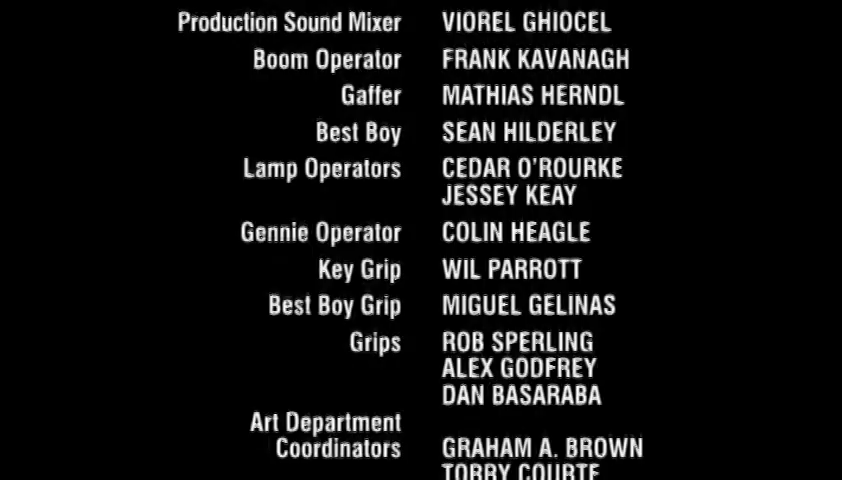 Production Sound Mixer VIOREL GHIOCEL
Boom Operator FRANK KAVANAGH
Gaffer MATHIAS HERNDL
Best Boy SEAN HILDERLEY
Lamp Operators CEDAR O'ROURKE
JESSEY KEAY
Gennie Operator COLIN HEAGLE
Key Grip WIL PARROTT
Best Boy Grip MIGUEL GELINAS
Grips ROB SPERLING
ALEX GODFREY
DAN BASARABA
Art Department
Coordinators GRAHAM A. BROWN
TORRY COURTE